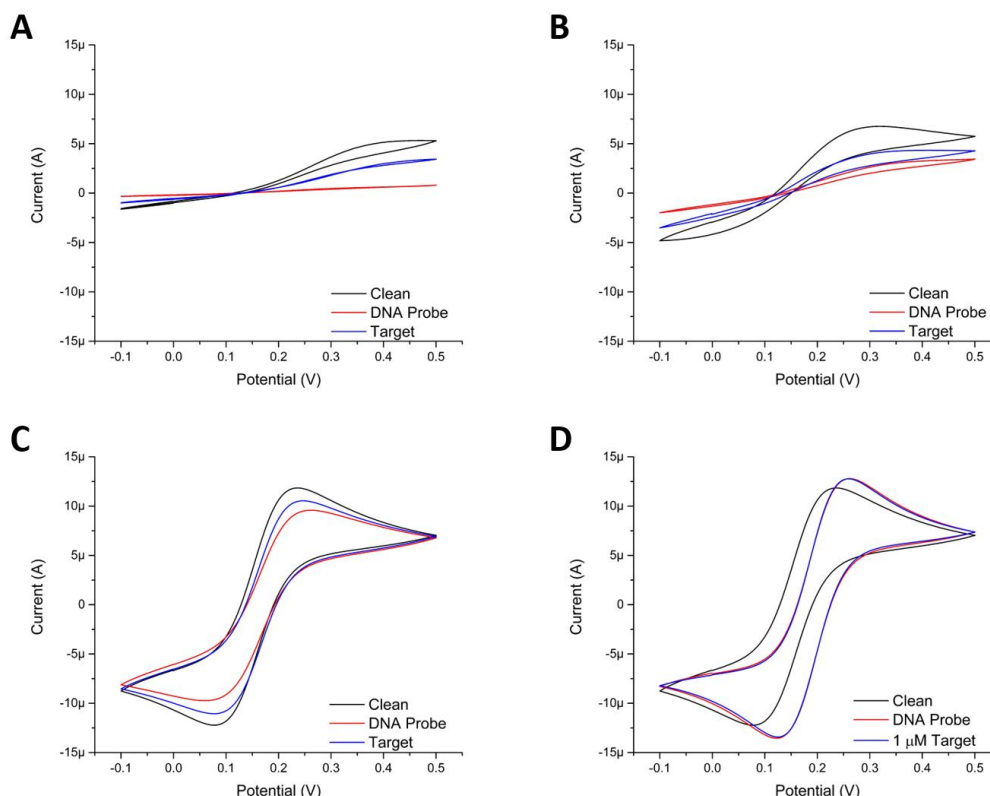 A
15µ
10µ
5µ
0
-5µ
-10µ
-15µ
Current (A)
Clean
DNA Probe
Target
-0.1 0.0 0.1 0.2 0.3 0.4 0.5
Potential (V)
B
15µ
10µ
5µ
0
-5µ
-10µ
-15µ
Current (A)
Clean
DNA Probe
Target
-0.1 0.0 0.1 0.2 0.3 0.4 0.5
Potential (V)
C
15µ
10µ
5µ
0
-5µ
-10µ
-15µ
Current (A)
Clean
DNA Probe
Target
-0.1 0.0 0.1 0.2 0.3 0.4 0.5
Potential (V)
D
15µ
10µ
5µ
0
-5µ
-10µ
-15µ
Current (A)
Clean
DNA Probe
1 µM Target
-0.1 0.0 0.1 0.2 0.3 0.4 0.5
Potential (V)